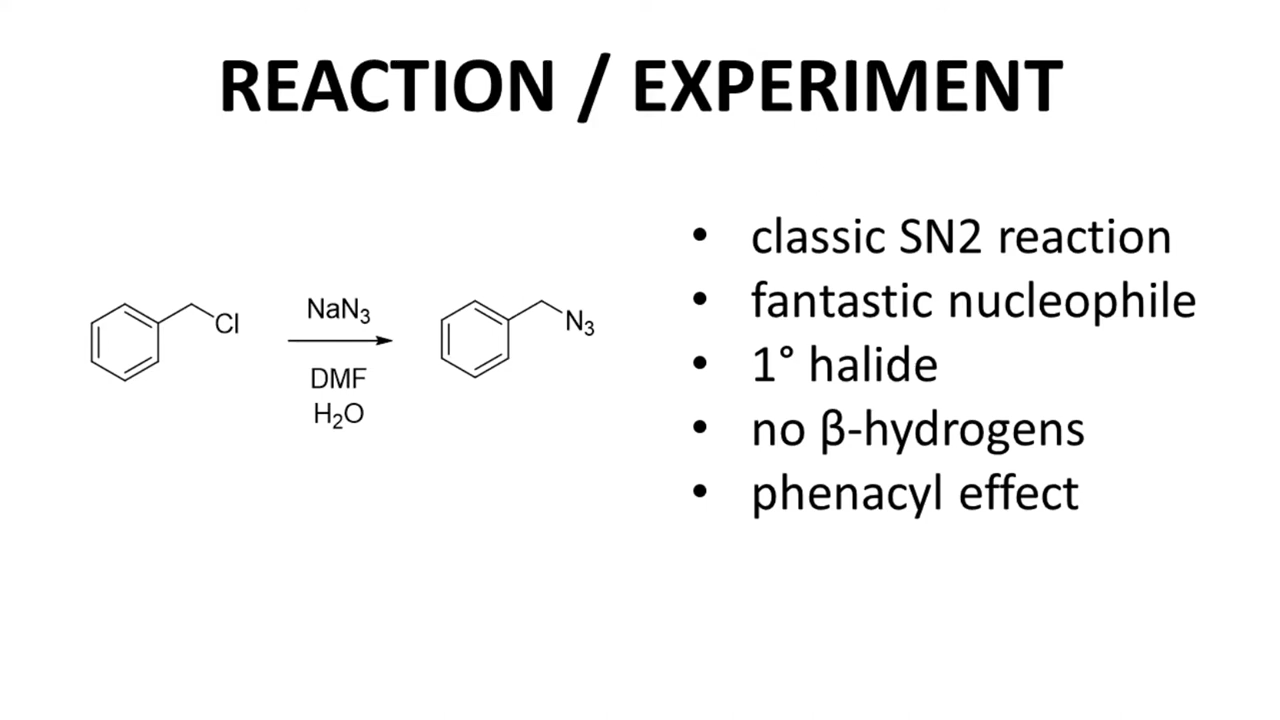 REACTION / EXPERIMENT
Cl
NaN₃
DMF
H₂O
N₃
• classic SN2 reaction
• fantastic nucleophile
• 1° halide
• no β-hydrogens
• phenacyl effect